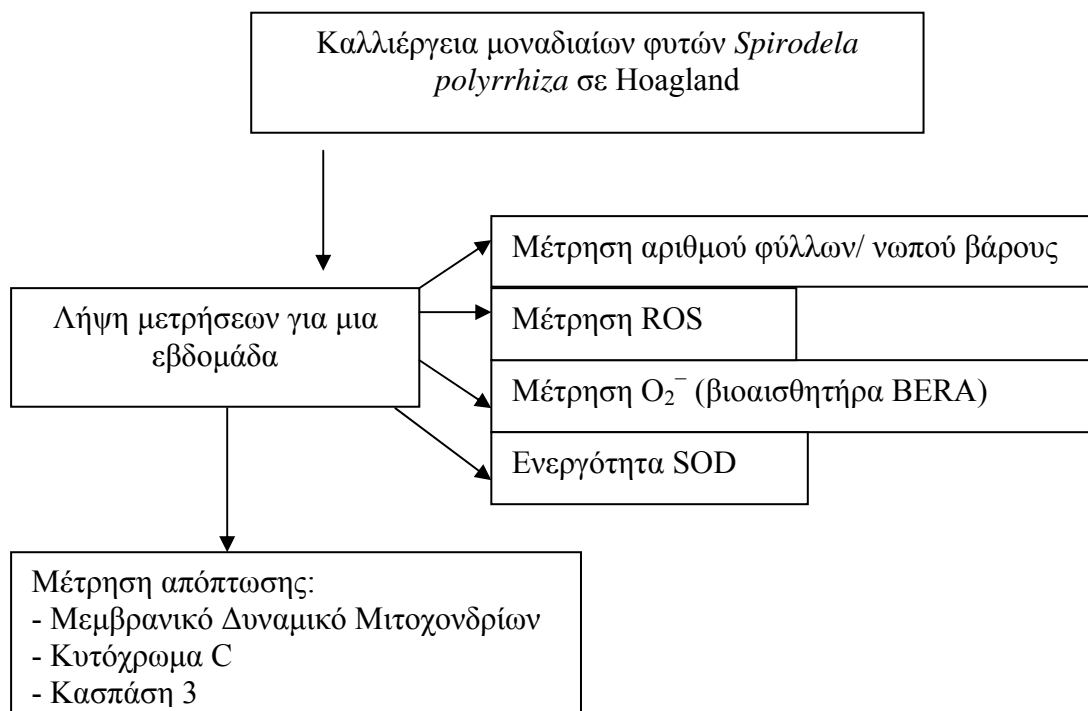 Καλλιέργεια μοναδιαίων φυτών Spirodela
polyrrhiza σε Hoagland
Μέτρηση αριθμού φύλλων/ νωπού βάρους
Λήψη μετρήσεων για μια
εβδομάδα
Μέτρηση ROS
Μέτρηση O₂⁻ (βιοαισθητήρα BERA)
Ενεργότητα SOD
Μέτρηση απόπτωσης:
- Μεμβρανικό Δυναμικό Μιτοχονδρίων
- Κυτόχρωμα C
- Κασπάση 3